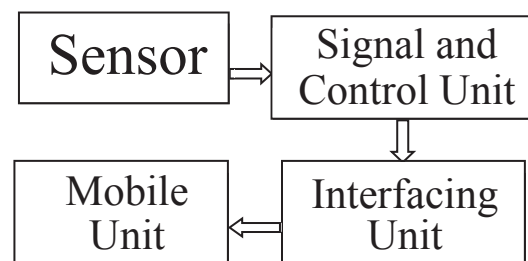 Sensor
Signal and
Control Unit
Mobile
Unit
Interfacing
Unit